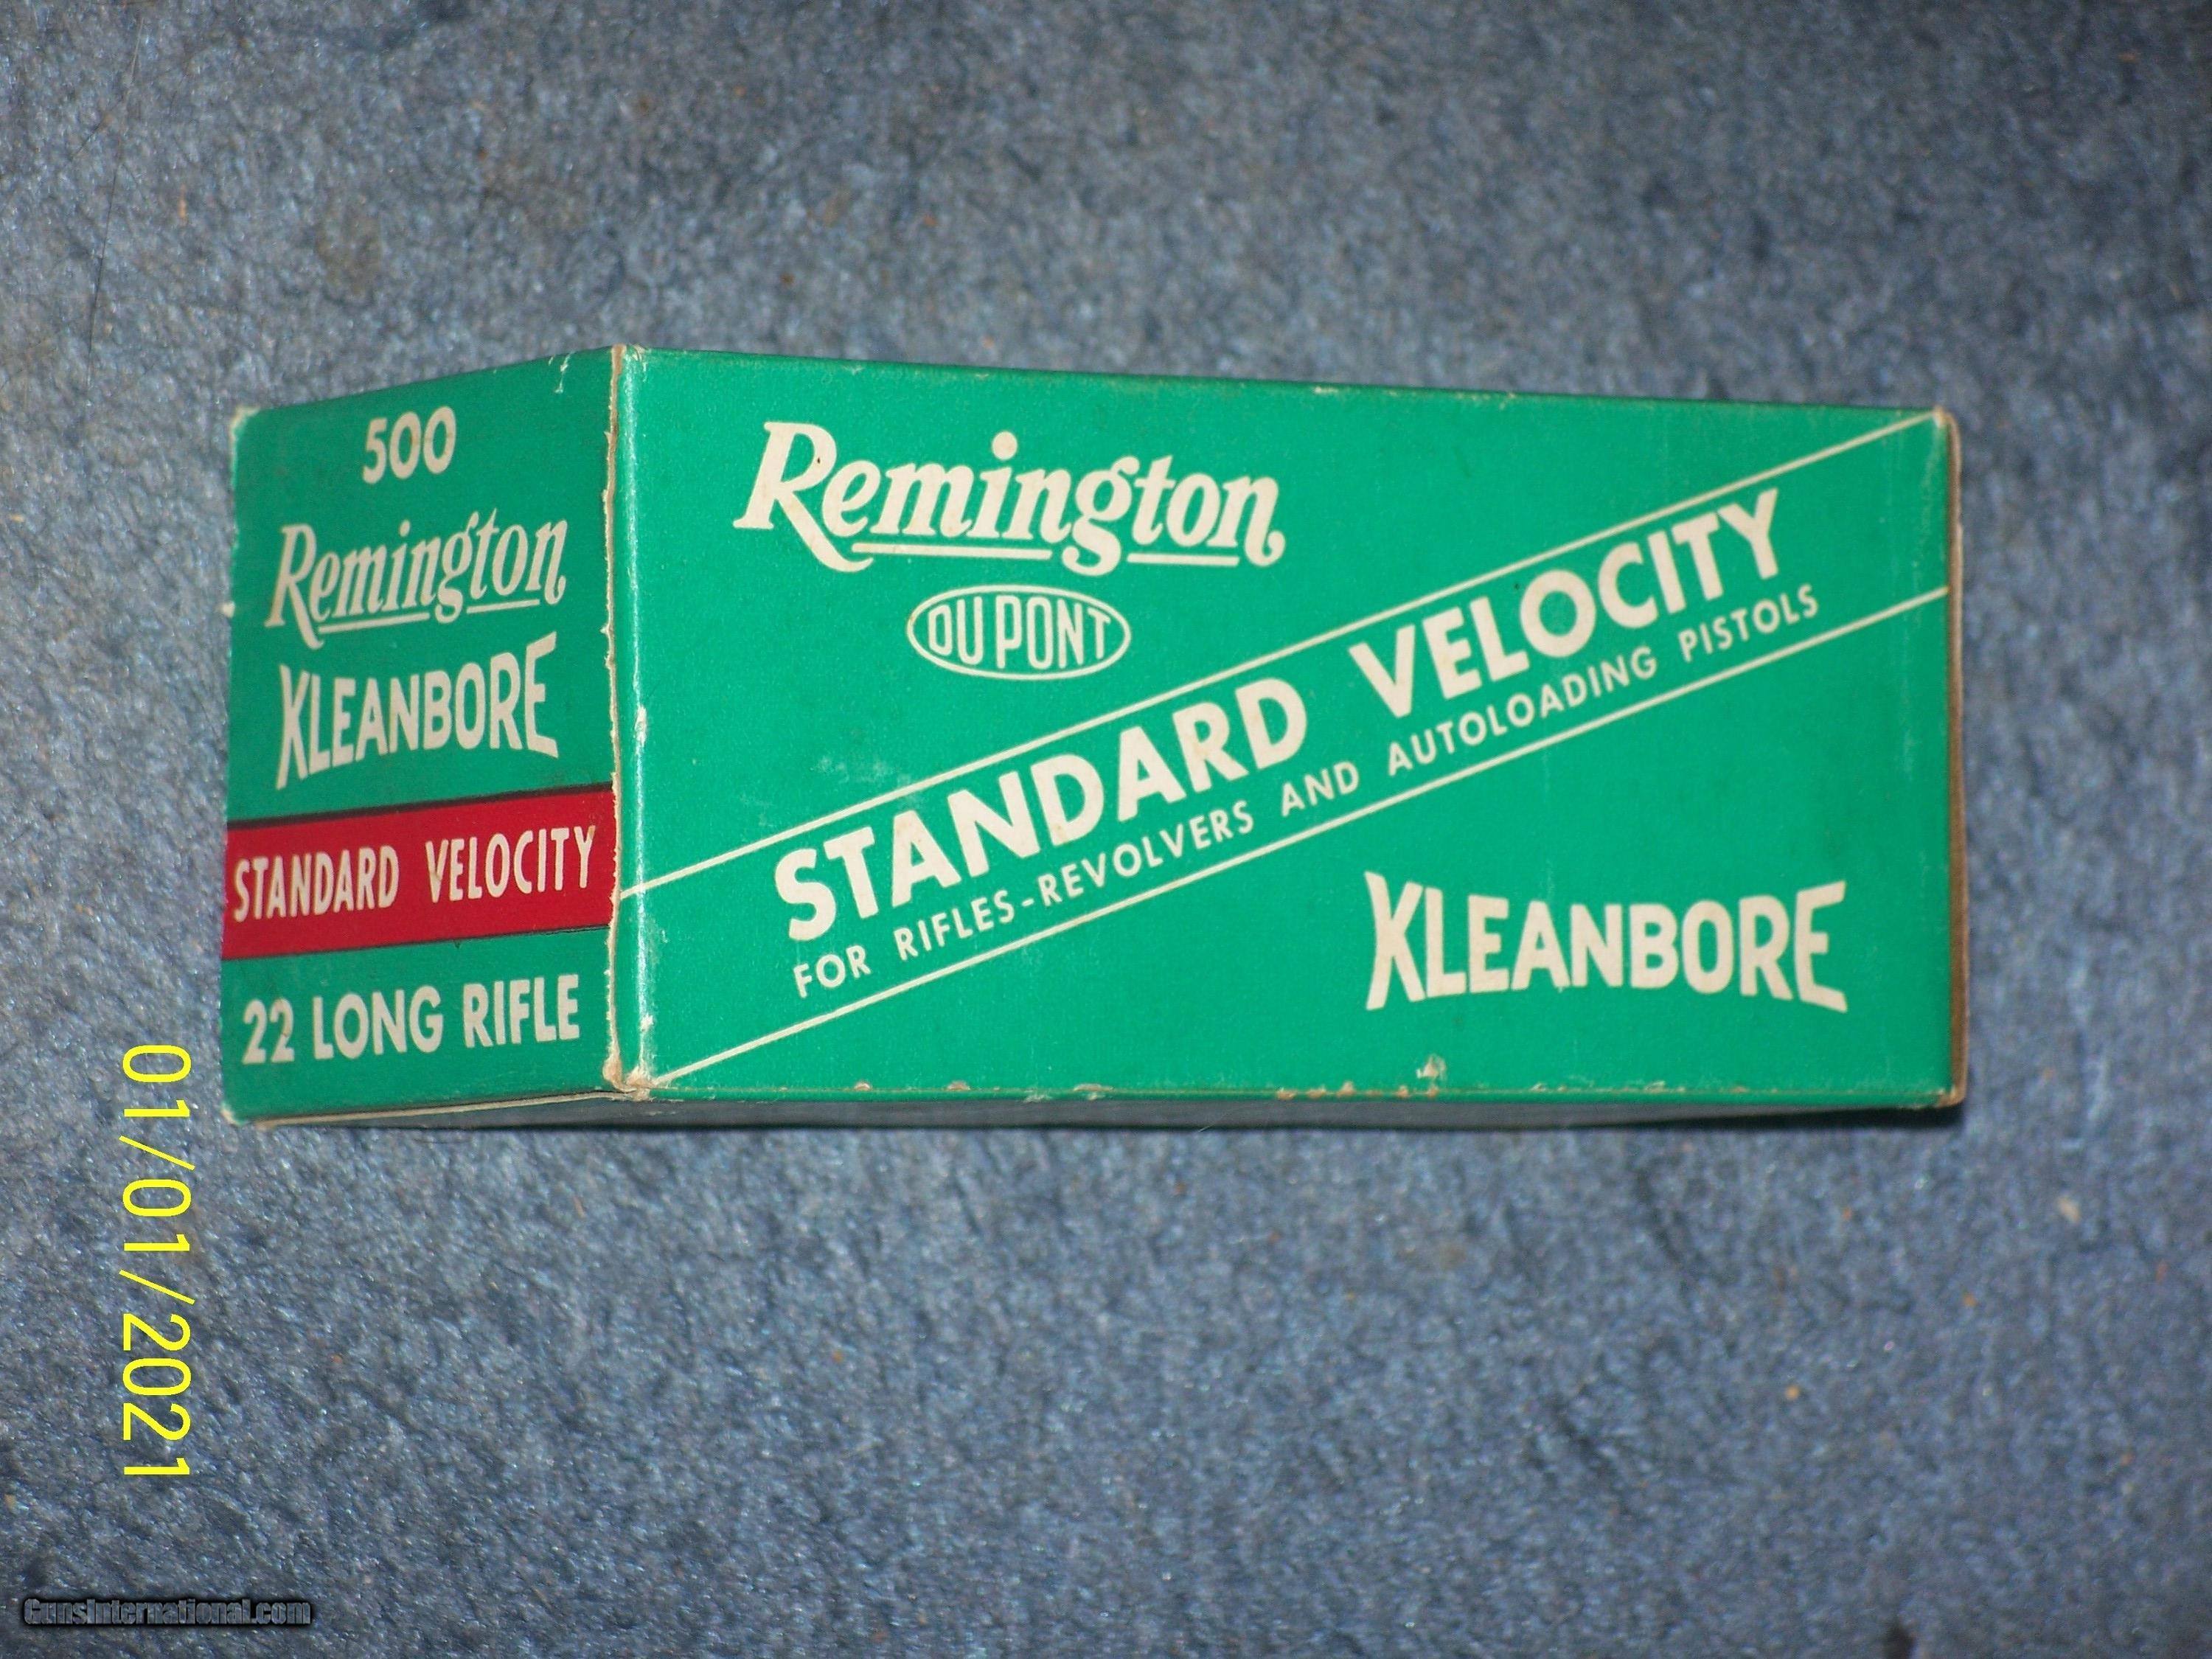 500
Remington
KLEANBORE
STANDARD VELOCITY
22 LONG RIFLE
Remington
DU PONT
STANDARD VELOCITY
FOR RIFLES-REVOLVERS AND AUTOLOADING PISTOLS
KLEANBORE
01/01/2021
GunsInternational.com